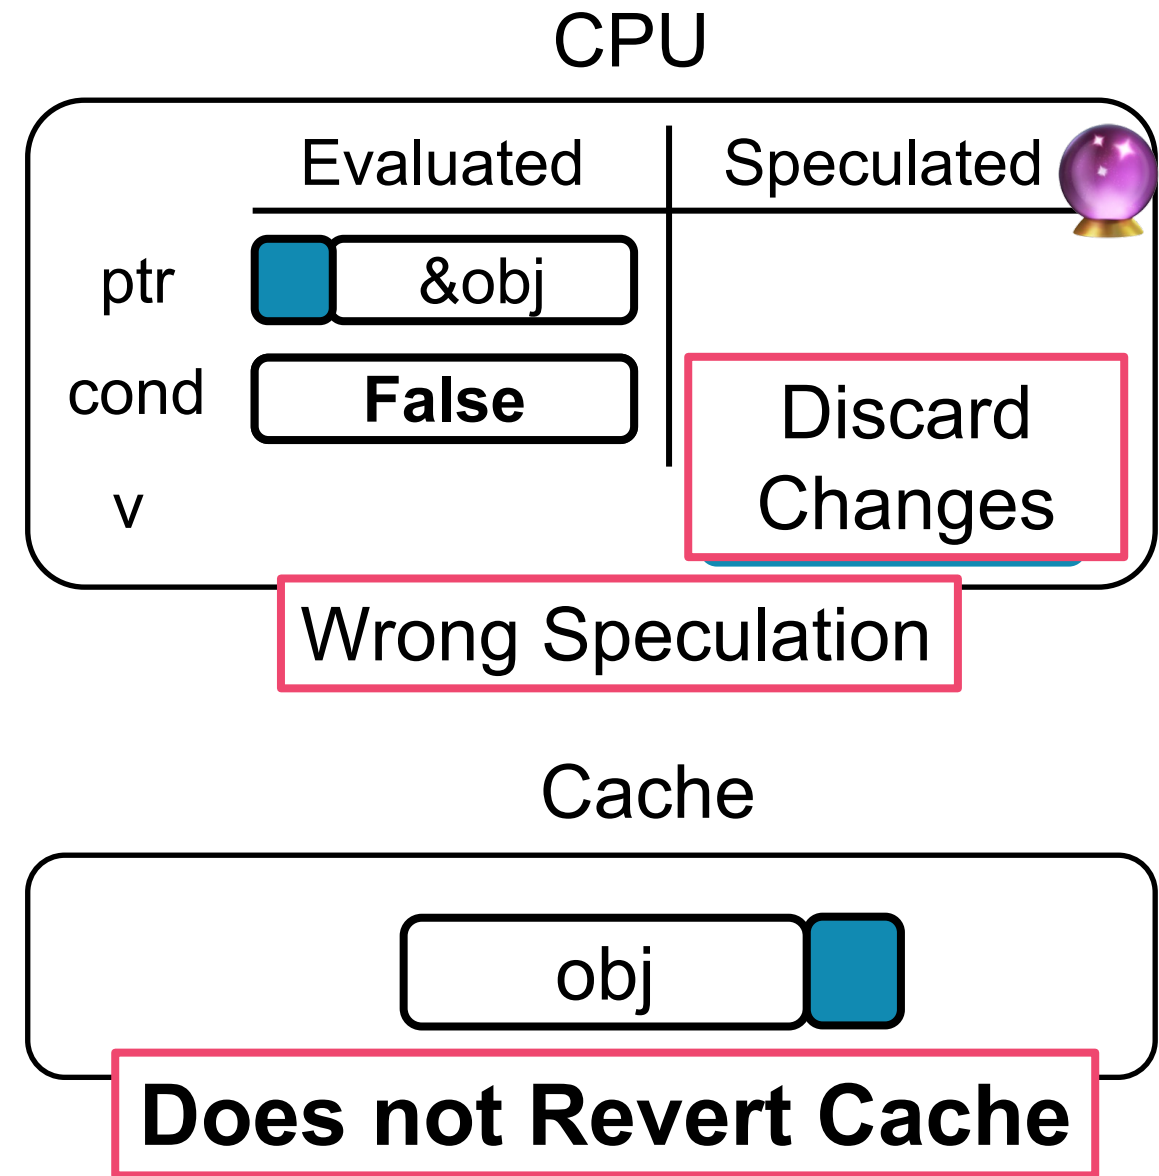 CPU
Evaluated Speculated
ptr &obj
cond False
Discard
Changes
v
Wrong Speculation
Cache
obj
Does not Revert Cache